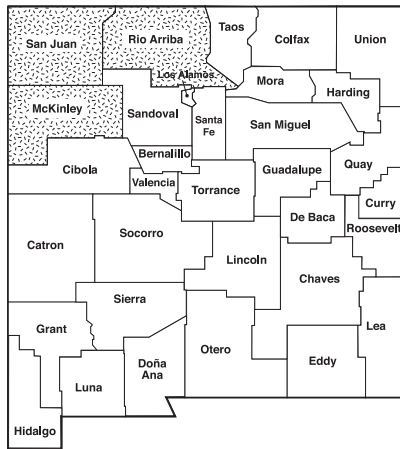 San Juan
Rio Arriba
Taos
Colfax
Union
Los Alamos
Mora
Harding
McKinley
Sandoval
Santa
Fe
San Miguel
Bernalillo
Cibola
Valencia
Torrance
Guadalupe
Quay
Curry
De Baca
Roosevelt
Catron
Socorro
Lincoln
Chaves
Sierra
Grant
Lea
Otero
Eddy
Doña
Ana
Luna
Hidalgo